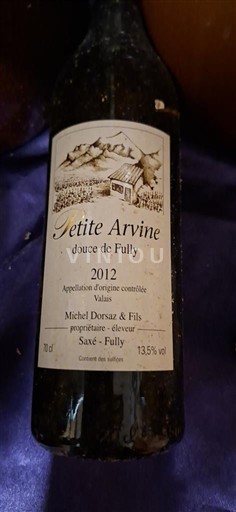 Petite Arvine
douce de Fully
VINTOU
2012
Appellation d'origine contrôlée
Valais
Michel Dorsaz & Fils
propriétaire - éleveur
Saxé - Fully
70 cl
13,5% vol
Contient des sulfites